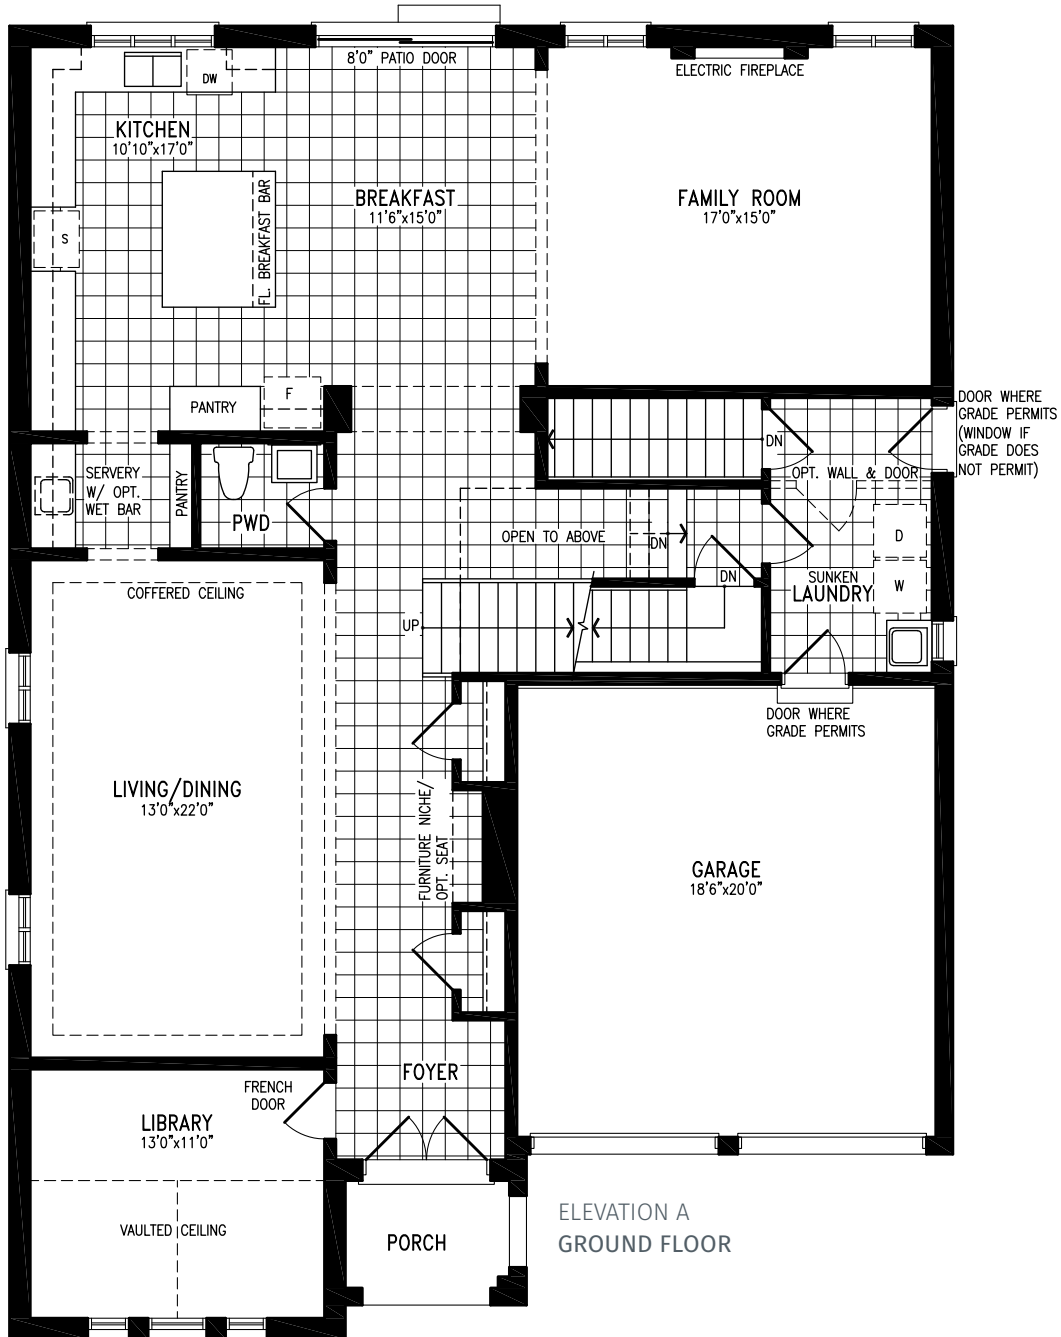 8'0" PATIO DOOR
ELECTRIC FIREPLACE
DW
KITCHEN
10'10"x17'0"
BREAKFAST
11'6"x15'0"
FAMILY ROOM
17'0"x15'0"
FL. BREAKFAST BAR
S
PANTRY
F
DOOR WHERE
GRADE PERMITS
(WINDOW IF
GRADE DOES
NOT PERMIT)
DN
OPT. WALL & DOOR
SERVERY
W/ OPT.
WET BAR
PANTRY
PWD
OPEN TO ABOVE
DN
D
DN
SUNKEN
LAUNDRY
W
COFFERED CEILING
UP
DOOR WHERE
GRADE PERMITS
LIVING/DINING
13'0"x22'0"
FURNITURE NICHE/
OPT. SEAT
GARAGE
18'6"x20'0"
FOYER
FRENCH
DOOR
LIBRARY
13'0"x11'0"
VAULTED CEILING
PORCH
ELEVATION A
GROUND FLOOR